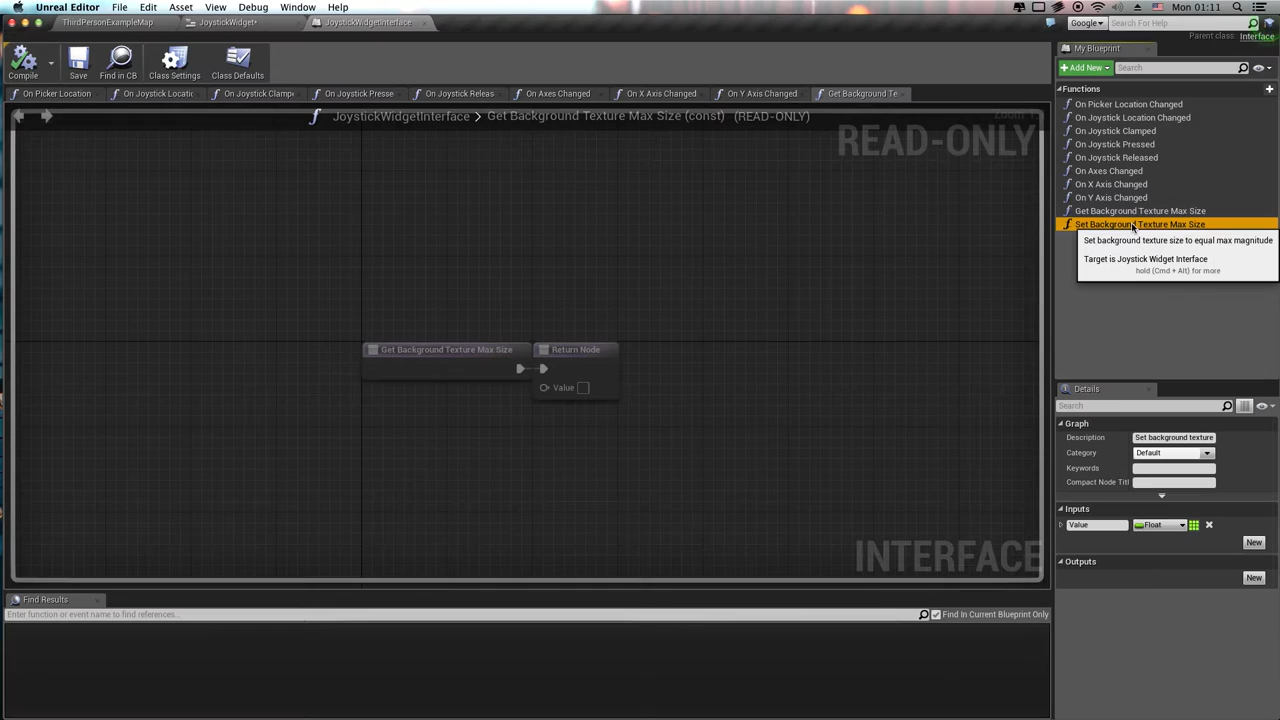 Unreal Editor File Edit Asset View Debug Window Help Mon 01:11
ThirdPersonExampleMap JoystickWidget* JoystickWidgetInterface
Google Search For Help
Parent class: Interface
Compile Save Find in CB Class Settings Class Defaults
My Blueprint
Add New Search
On Picker Location On Joystick Locatic On Joystick Clampe On Joystick Presse On Joystick Releas On Axes Changed On X Axis Changed On Y Axis Changed Get Background Te
Functions
JoystickWidgetInterface > Get Background Texture Max Size (const) (READ-ONLY)
READ-ONLY
On Picker Location Changed
On Joystick Location Changed
On Joystick Clamped
On Joystick Pressed
On Joystick Released
On Axes Changed
On X Axis Changed
On Y Axis Changed
Get Background Texture Max Size
Set Background Texture Max Size
Set background texture size to equal max magnitude
Target is Joystick Widget Interface
hold (Cmd + Alt) for more
Get Background Texture Max Size Return Node
Value
INTERFACE
Details
Search
Graph
Description Set background texture
Category Default
Keywords
Compact Node Titl
Inputs
Value Float
New
Outputs
New
Find Results
Enter function or event name to find references...
Find In Current Blueprint Only